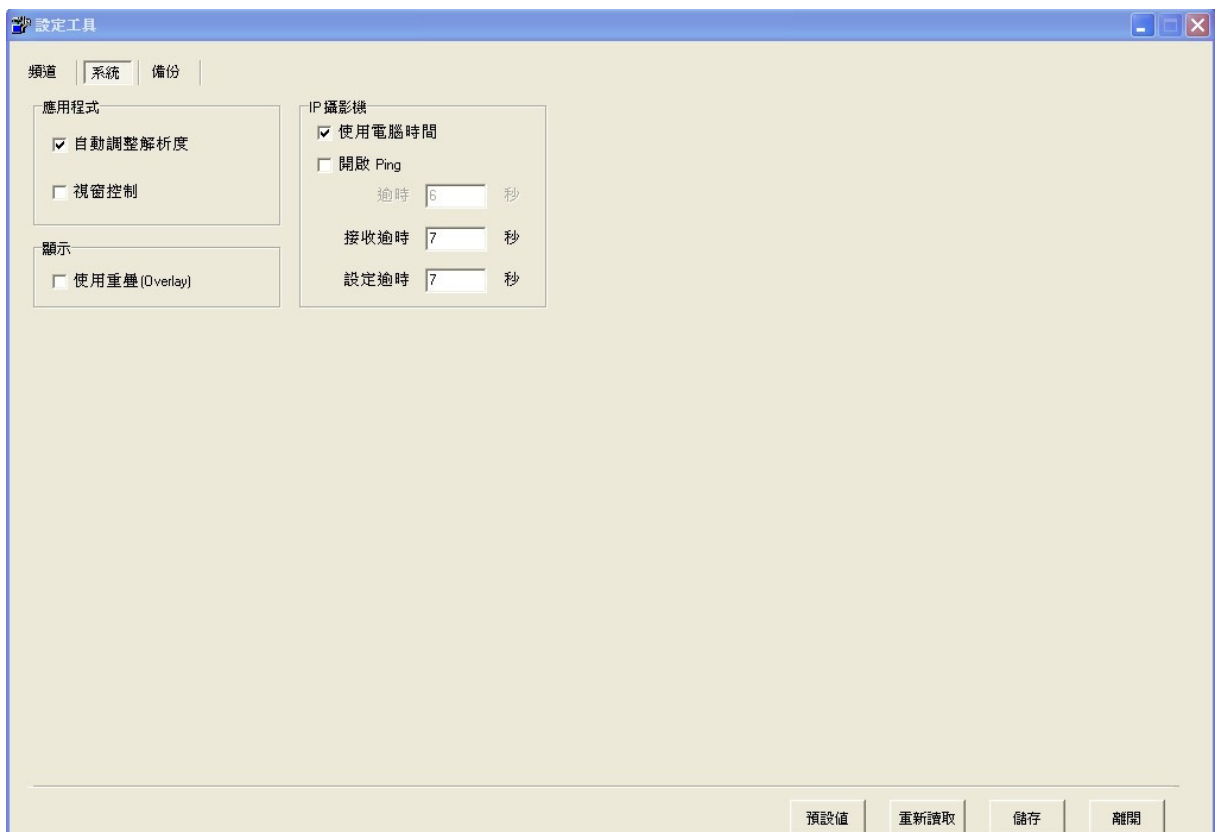 設定工具
頻道 系統 備份
應用程式
自動調整解析度
視窗控制
顯示
使用重疊(Overlay)
IP 攝影機
使用電腦時間
開啟 Ping
逾時 6 秒
接收逾時 7 秒
設定逾時 7 秒
預設值 重新讀取 儲存 離開